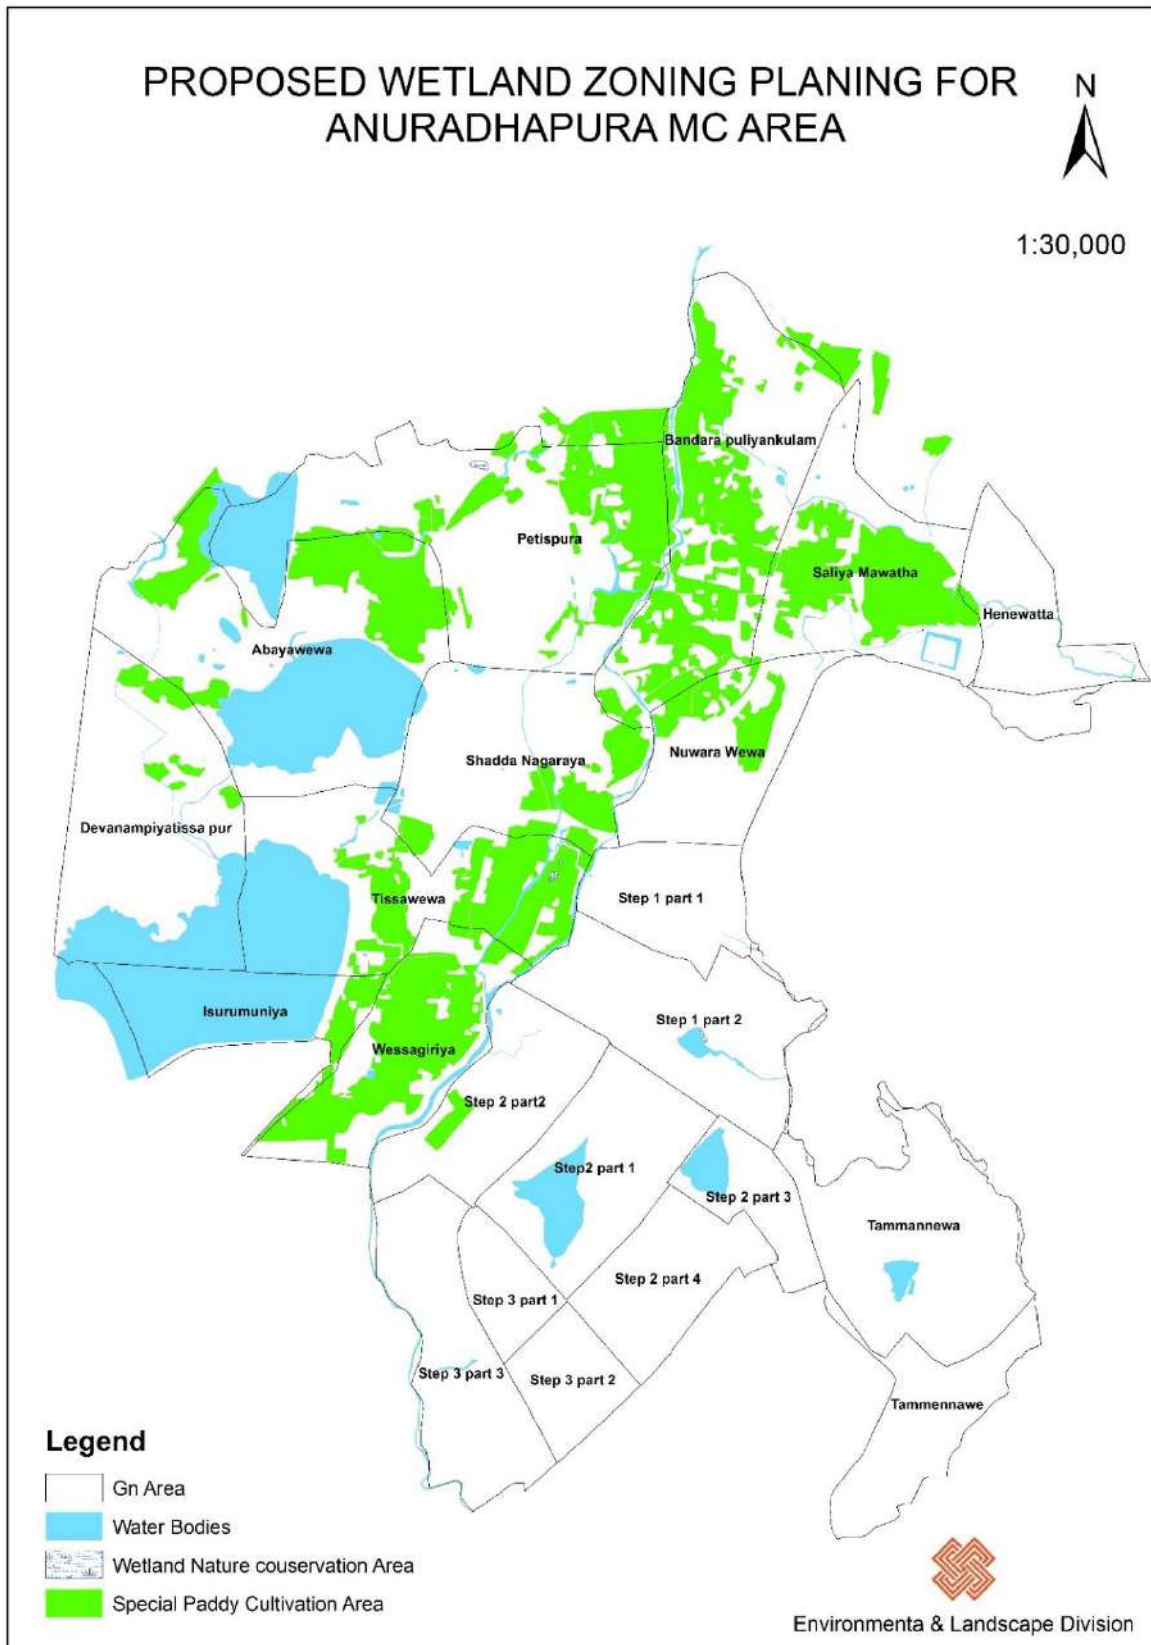 PROPOSED WETLAND ZONING PLANING FOR
ANURADHAPURA MC AREA
N
1:30,000
Bandara puliyankulam
Petispura
Saliya Mawatha
Henewatta
Abayawewa
Nuwara Wewa
Shadda Nagaraya
Devanampiyatissa pur
Tissawewa
Step 1 part 1
Isurumuniya
Step 1 part 2
Wessagiriya
Step 2 part2
Step2 part 1
Step 2 part 3
Tammannewa
Step 2 part 4
Step 3 part 1
Step 3 part 3
Step 3 part 2
Tammennawe
Legend
Gn Area
Water Bodies
Wetland Nature couservation Area
Special Paddy Cultivation Area
Environmenta & Landscape Division